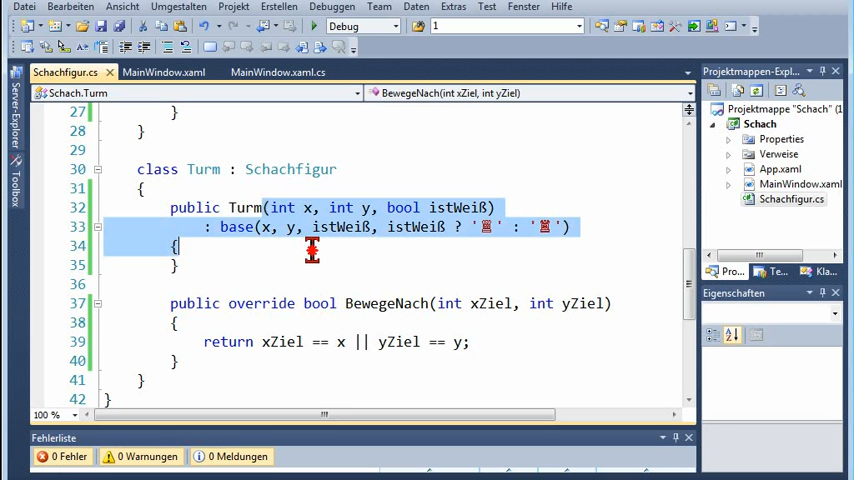 Datei Bearbeiten Ansicht Umgestalten Projekt Erstellen Debuggen Team Daten Extras Test Fenster Hilfe
Debug 1
Schachfigur.cs MainWindow.xaml MainWindow.xaml.cs
Schach.Turm BewegeNach(int xZiel, int yZiel)
27 }
28 }
29
30 class Turm : Schachfigur
31 {
32 public Turm(int x, int y, bool istWeiß)
33 : base(x, y, istWeiß, istWeiß ? '♖' : '♜')
34 {
35 }
36
37 public override bool BewegeNach(int xZiel, int yZiel)
38 {
39 return xZiel == x || yZiel == y;
40 }
41 }
42 }
100 %
Fehlerliste
0 Fehler 0 Warnungen 0 Meldungen
Server-Explorer
Toolbox
Projektmappen-Expl...
Projektmappe "Schach" (
Schach
Properties
Verweise
App.xaml
MainWindow.xaml
Schachfigur.cs
Pro... Te... Kla...
Eigenschaften